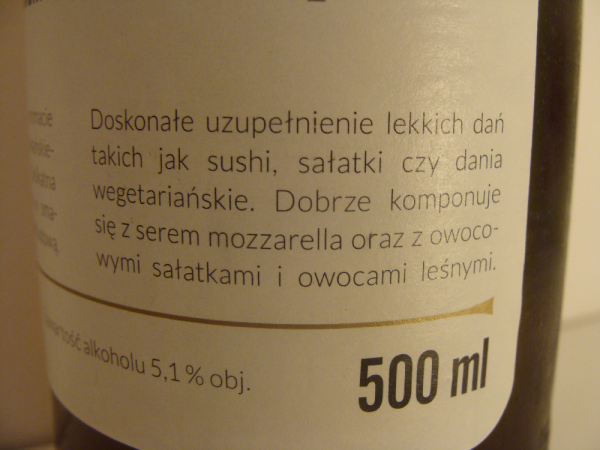 Doskonałe uzupełnienie lekkich dań
takich jak sushi, sałatki czy dania
wegetariańskie. Dobrze komponuje
się z serem mozzarella oraz z owoco-
wymi sałatkami i owocami leśnymi.
alkoholu 5,1 % obj.
500 ml